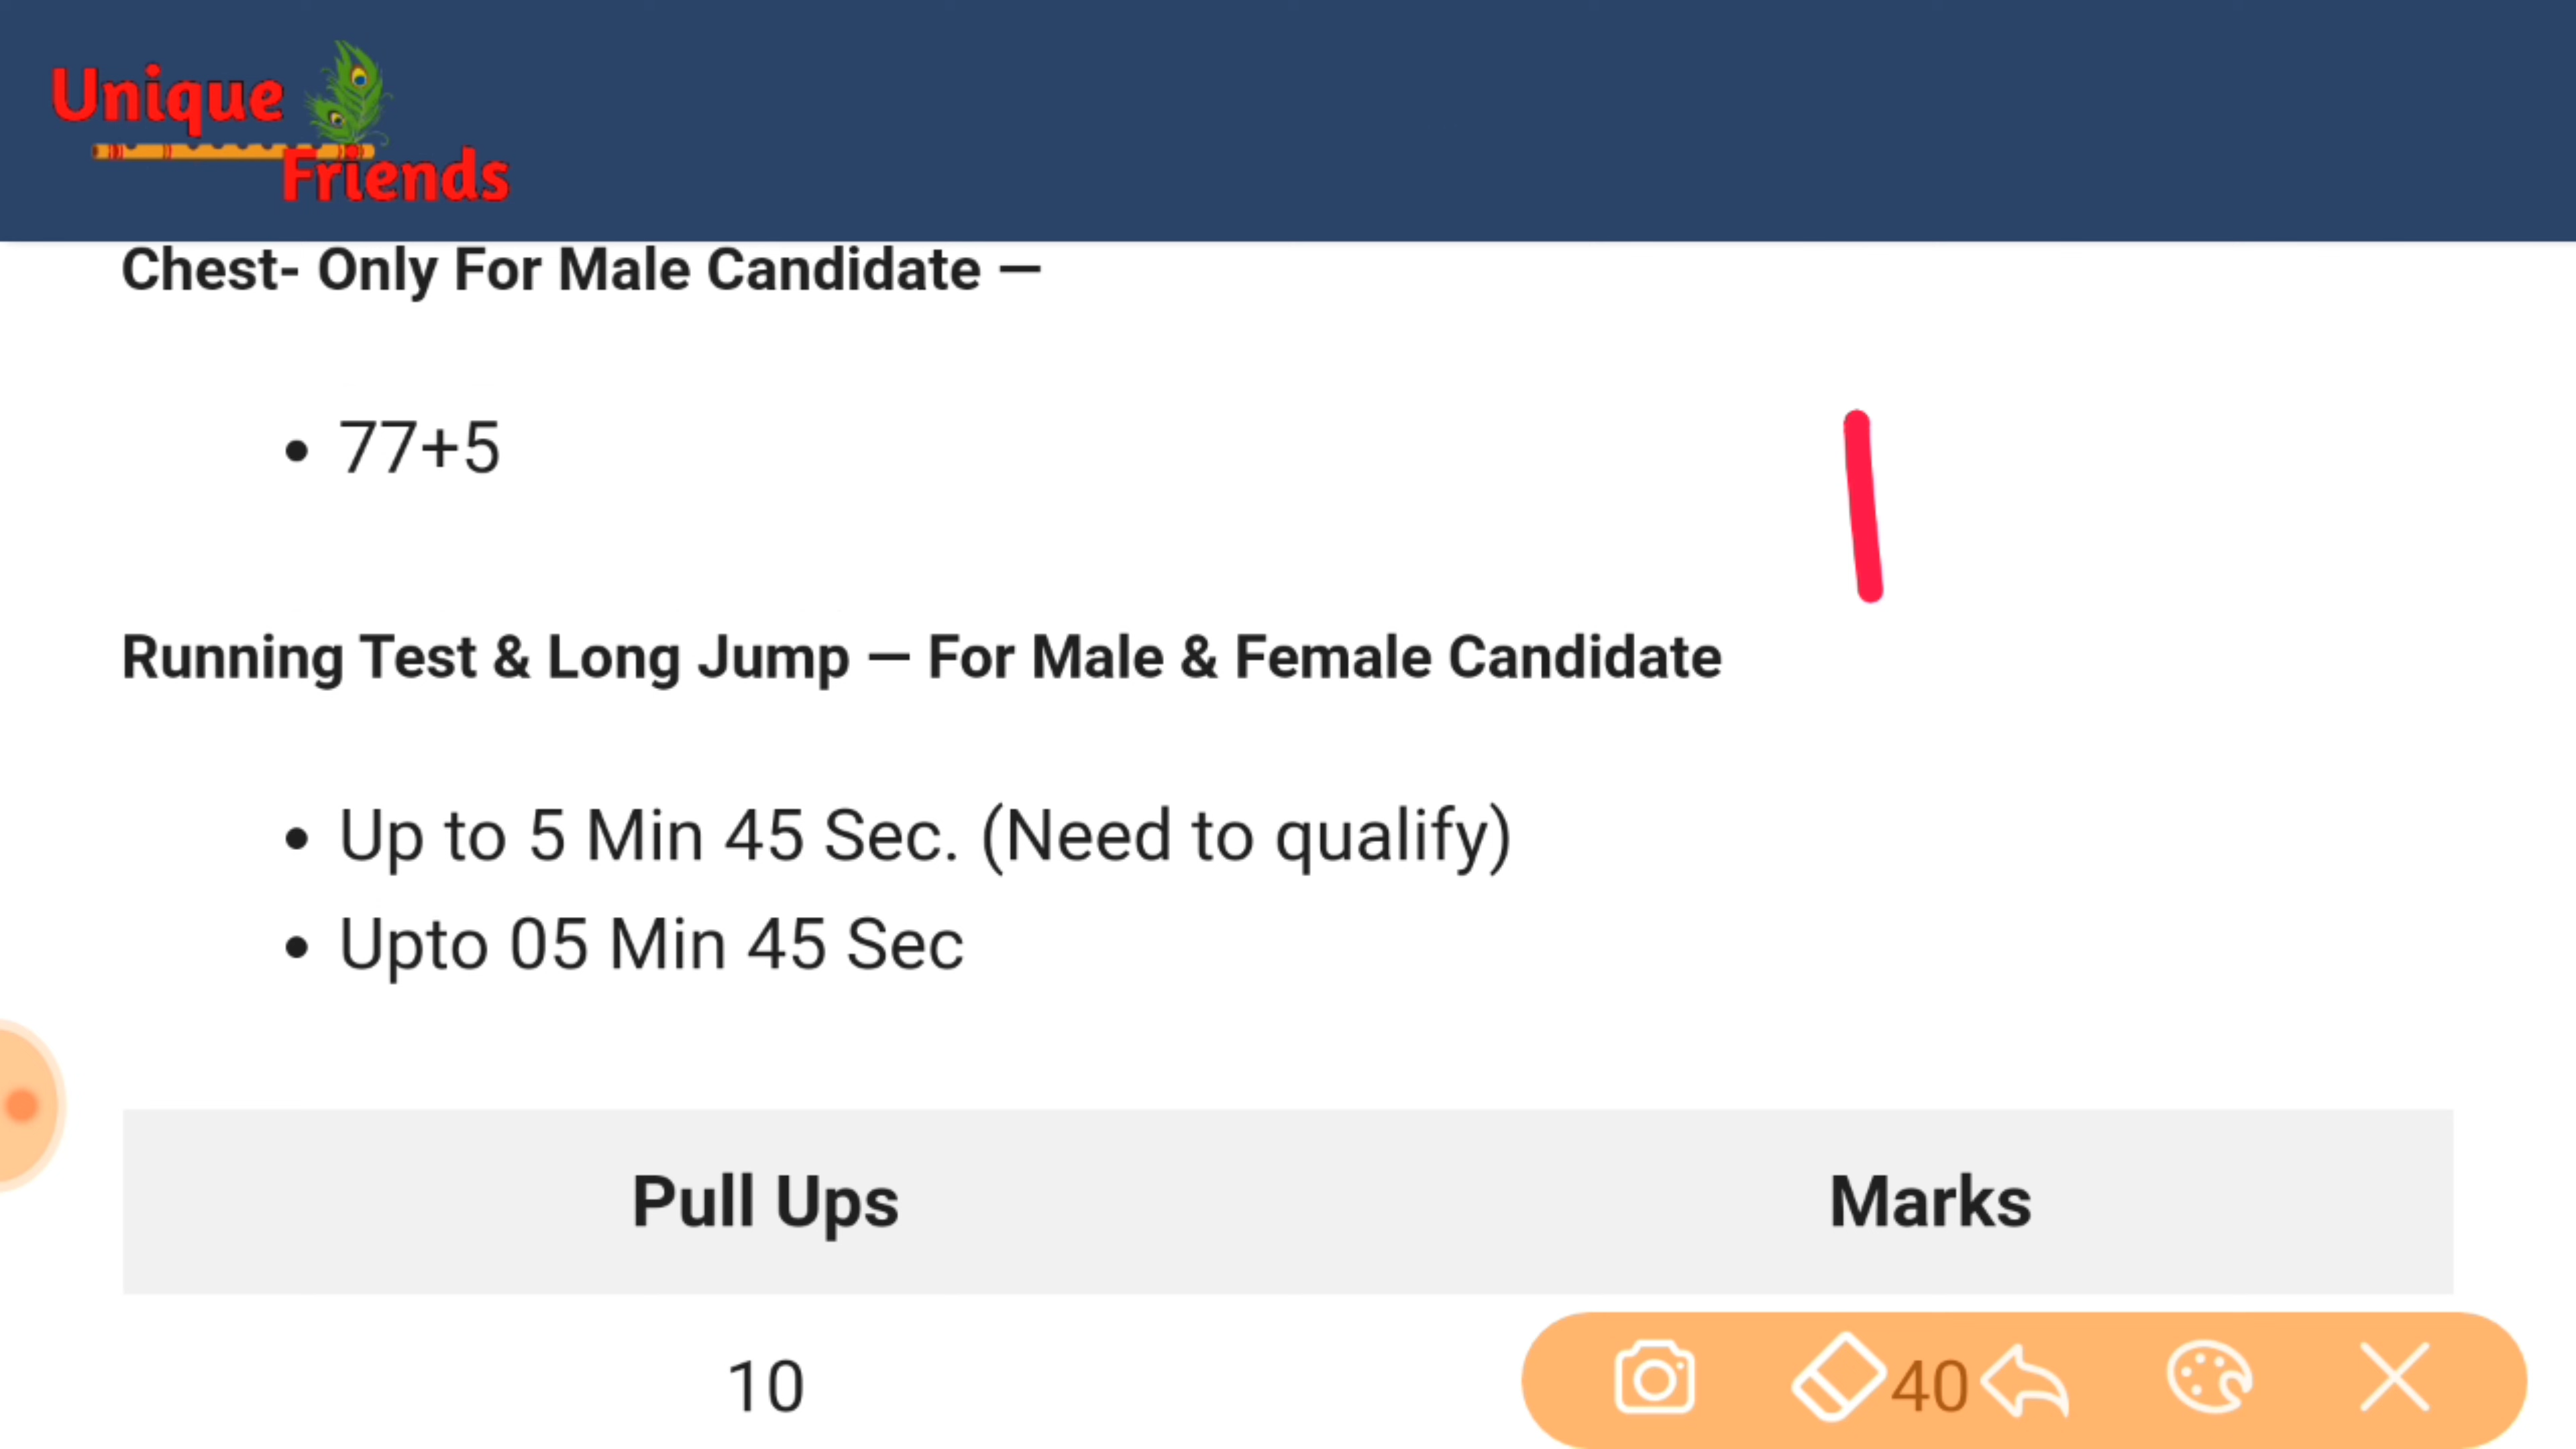 Unique
Friends
Chest- Only For Male Candidate —
• 77+5
Running Test & Long Jump — For Male & Female Candidate
• Up to 5 Min 45 Sec. (Need to qualify)
• Upto 05 Min 45 Sec
Pull Ups Marks
10 40